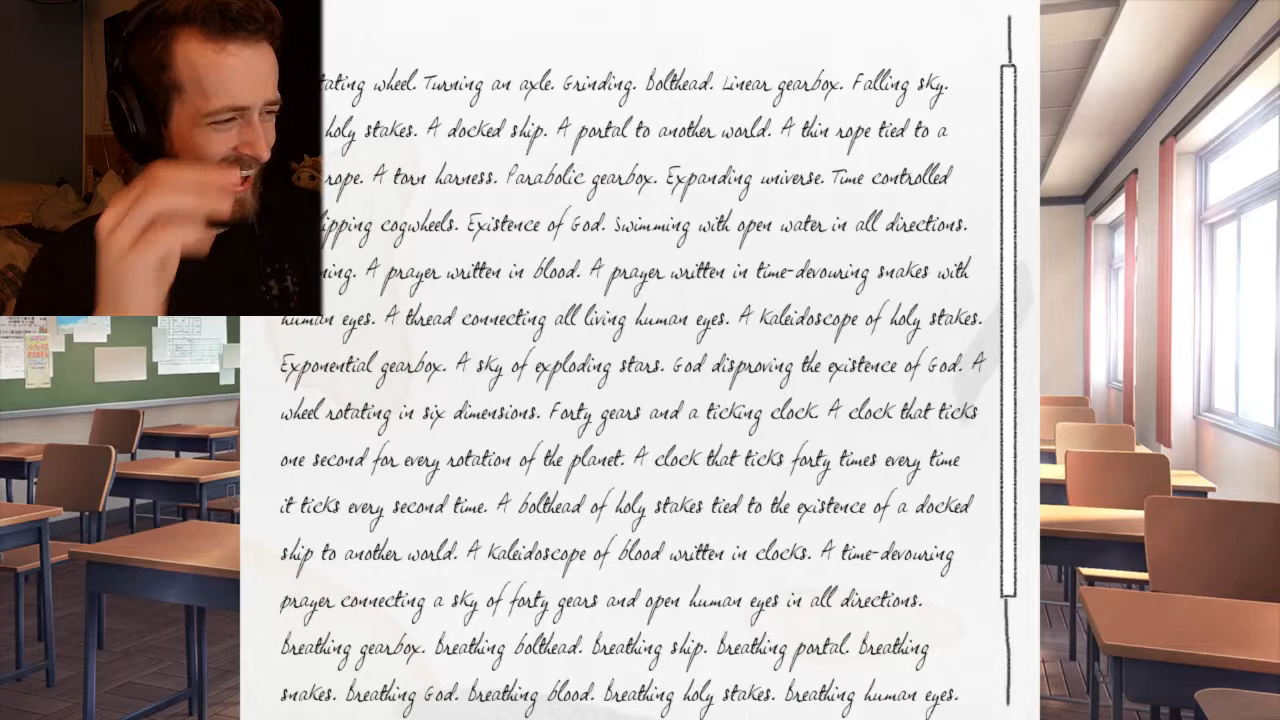 wheel. Turning an axle. Grinding. Bolthead. Linear gearbox. Falling sky.
holy stakes. A docked ship. A portal to another world. A thin rope tied to a
rope. A torn harness. Parabolic gearbox. Expanding universe. Time controlled
cogwheels. Existence of God. Swimming with open water in all directions.
A prayer written in blood. A prayer written in time-devouring snakes with
human eyes. A thread connecting all living human eyes. A kaleidoscope of holy stakes.
Exponential gearbox. A sky of exploding stars. God disproving the existence of God. A
wheel rotating in six dimensions. Forty gears and a ticking clock. A clock that ticks
one second for every rotation of the planet. A clock that ticks forty times every time
it ticks every second time. A bolthead of holy stakes tied to the existence of a docked
ship to another world. A kaleidoscope of blood written in clocks. A time-devouring
prayer connecting a sky of forty gears and open human eyes in all directions.
Breathing gearbox. Breathing bolthead. Breathing ship. Breathing portal. Breathing
snakes. Breathing God. Breathing blood. Breathing holy stakes. Breathing human eyes.